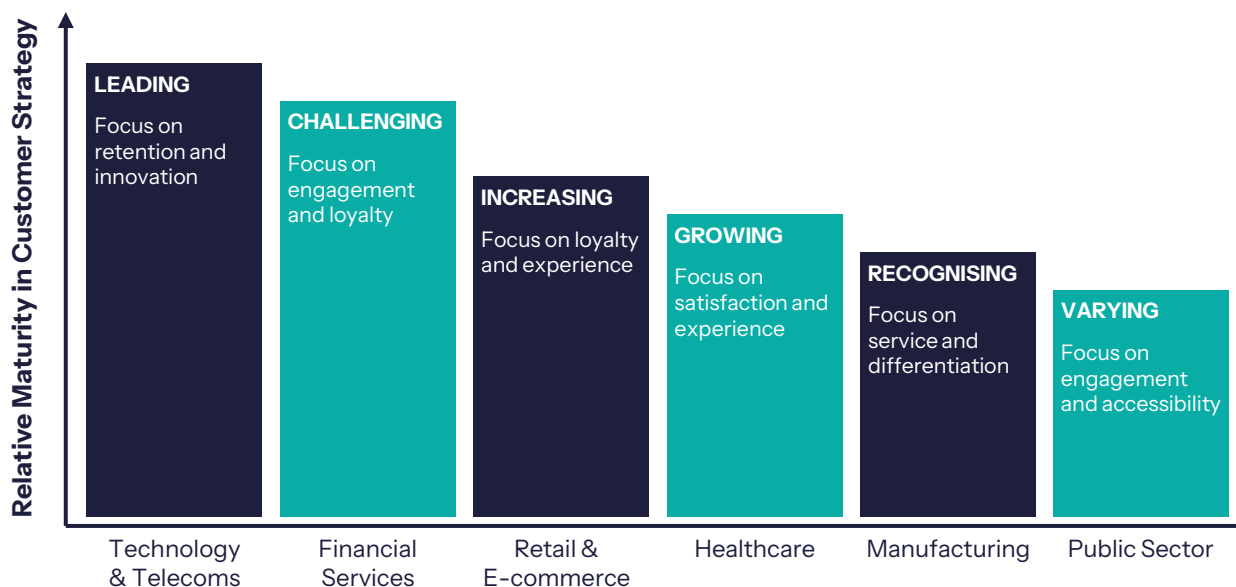 Relative Maturity in Customer Strategy
LEADING
Focus on
retention and
innovation
CHALLENGING
Focus on
engagement
and loyalty
INCREASING
Focus on loyalty
and experience
GROWING
Focus on
satisfaction and
experience
RECOGNISING
Focus on
service and
differentiation
VARYING
Focus on
engagement
and accessibility
Technology
& Telecoms
Financial
Services
Retail &
E-commerce
Healthcare
Manufacturing
Public Sector